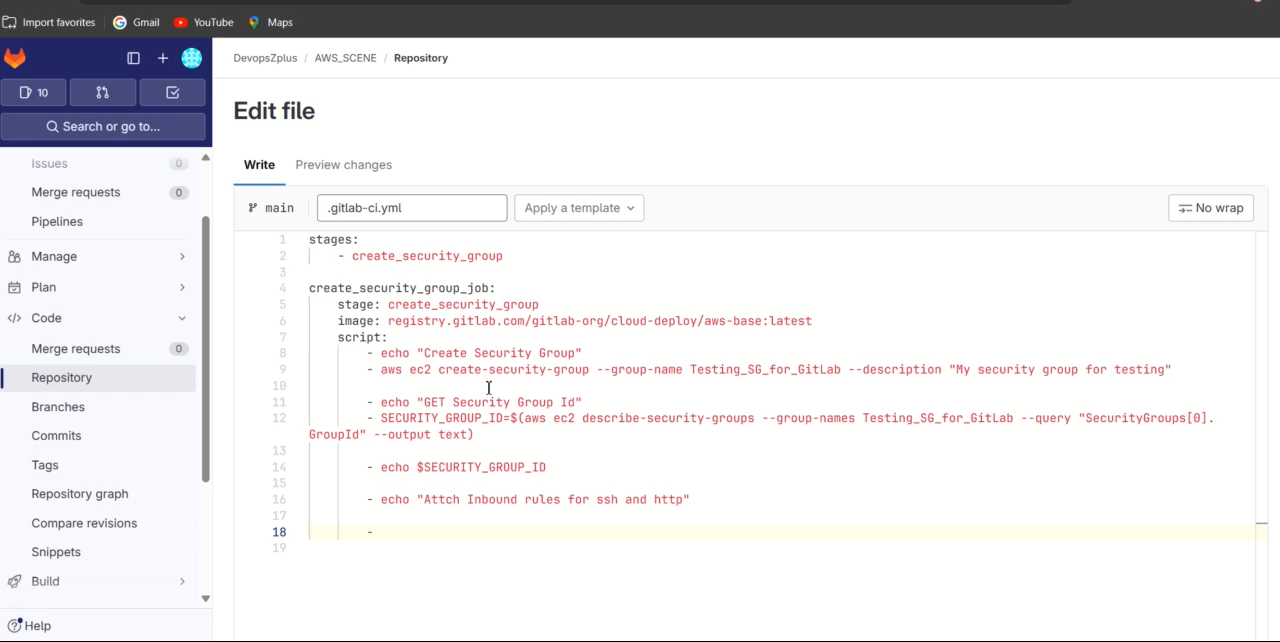 Import favorites Gmail YouTube Maps
DevopsZplus / AWS_SCENE / Repository
10
Search or go to...
Issues 0
Merge requests 0
Pipelines
Manage
Plan
Code
Merge requests 0
Repository
Branches
Commits
Tags
Repository graph
Compare revisions
Snippets
Build
Help
Edit file
Write Preview changes
main .gitlab-ci.yml Apply a template No wrap
1 stages:
2 - create_security_group
3
4 create_security_group_job:
5 stage: create_security_group
6 image: registry.gitlab.com/gitlab-org/cloud-deploy/aws-base:latest
7 script:
8 - echo "Create Security Group"
9 - aws ec2 create-security-group --group-name Testing_SG_for_GitLab --description "My security group for testing"
10
11 - echo "GET Security Group Id"
12 - SECURITY_GROUP_ID=$(aws ec2 describe-security-groups --group-names Testing_SG_for_GitLab --query "SecurityGroups[0].
GroupId" --output text)
13
14 - echo $SECURITY_GROUP_ID
15
16 - echo "Attch Inbound rules for ssh and http"
17
18 -
19